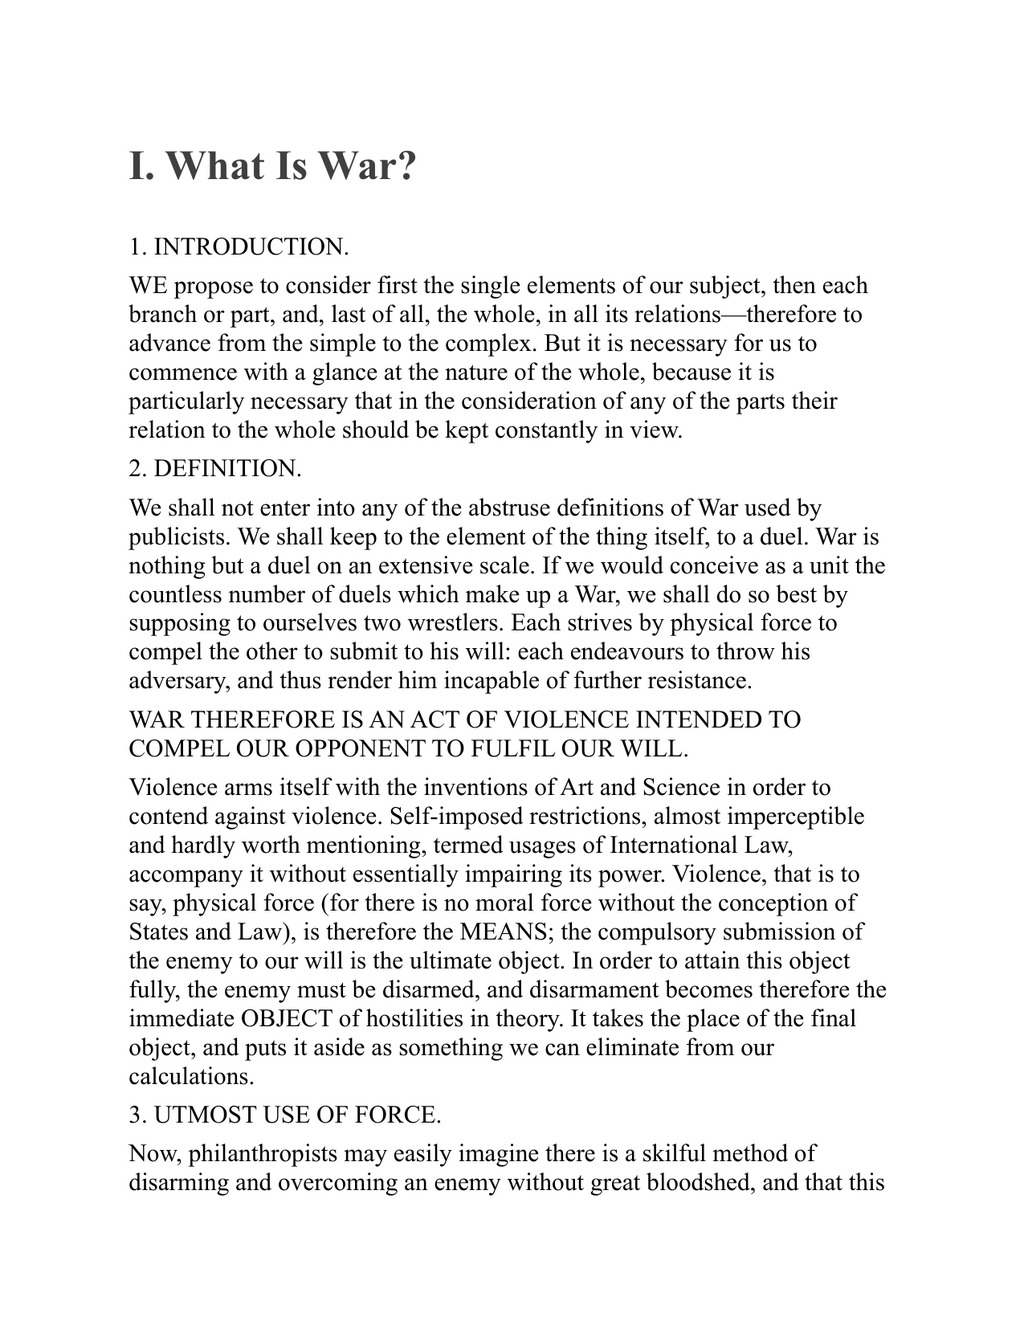 I. What Is War?
1. INTRODUCTION.
WE propose to consider first the single elements of our subject, then each
branch or part, and, last of all, the whole, in all its relations—therefore to
advance from the simple to the complex. But it is necessary for us to
commence with a glance at the nature of the whole, because it is
particularly necessary that in the consideration of any of the parts their
relation to the whole should be kept constantly in view.
2. DEFINITION.
We shall not enter into any of the abstruse definitions of War used by
publicists. We shall keep to the element of the thing itself, to a duel. War is
nothing but a duel on an extensive scale. If we would conceive as a unit the
countless number of duels which make up a War, we shall do so best by
supposing to ourselves two wrestlers. Each strives by physical force to
compel the other to submit to his will: each endeavours to throw his
adversary, and thus render him incapable of further resistance.
WAR THEREFORE IS AN ACT OF VIOLENCE INTENDED TO
COMPEL OUR OPPONENT TO FULFIL OUR WILL.
Violence arms itself with the inventions of Art and Science in order to
contend against violence. Self-imposed restrictions, almost imperceptible
and hardly worth mentioning, termed usages of International Law,
accompany it without essentially impairing its power. Violence, that is to
say, physical force (for there is no moral force without the conception of
States and Law), is therefore the MEANS; the compulsory submission of
the enemy to our will is the ultimate object. In order to attain this object
fully, the enemy must be disarmed, and disarmament becomes therefore the
immediate OBJECT of hostilities in theory. It takes the place of the final
object, and puts it aside as something we can eliminate from our
calculations.
3. UTMOST USE OF FORCE.
Now, philanthropists may easily imagine there is a skilful method of
disarming and overcoming an enemy without great bloodshed, and that this